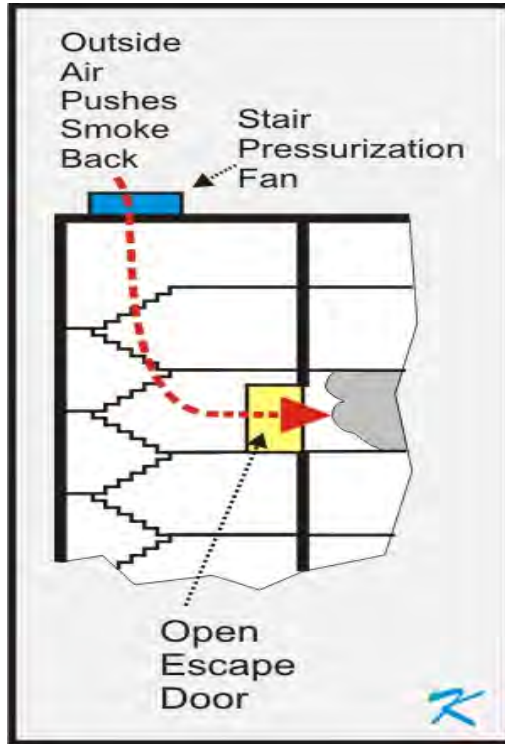 Outside
Air
Pushes
Smoke
Back
Stair
Pressurization
Fan
Open
Escape
Door